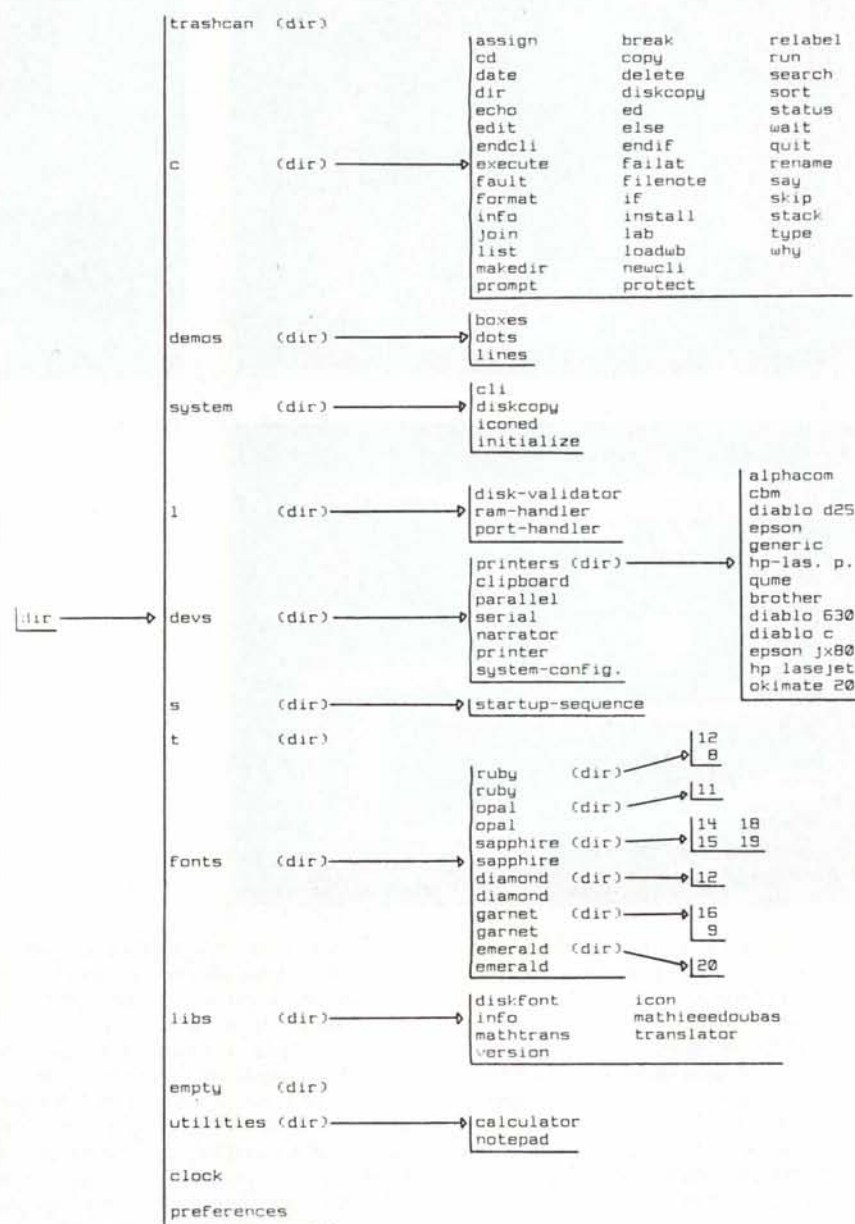 trashcan (dir)
assign break relabel
cd copy run
date delete search
dir diskcopy sort
echo ed status
edit else wait
endcli endif quit
c (dir) execute failat rename
fault filenote say
format if skip
info install stack
join lab type
list loadwb why
makedir newcli
prompt protect
boxes
demos (dir) dots
lines
cli
system (dir) diskcopy
iconed
initialize
disk-validator
l (dir) ram-handler
port-handler
alphacom
cbm
diablo d25
epson
generic
printers (dir) hp-las. p.
clipboard qume
parallel brother
dir devs (dir) serial diablo 630
narrator diablo c
printer epson jx80
system-config. hp lasejet
okimate 20
s (dir) startup-sequence
t (dir)
12
8
ruby (dir)
ruby 11
opal (dir)
opal 14 18
sapphire (dir) 15 19
fonts (dir) sapphire
diamond (dir) 12
diamond
garnet (dir) 16
garnet 9
emerald (dir)
emerald 20
diskfont icon
libs (dir) info mathieeedoubas
mathtrans translator
version
empty (dir)
utilities (dir) calculator
notepad
clock
preferences